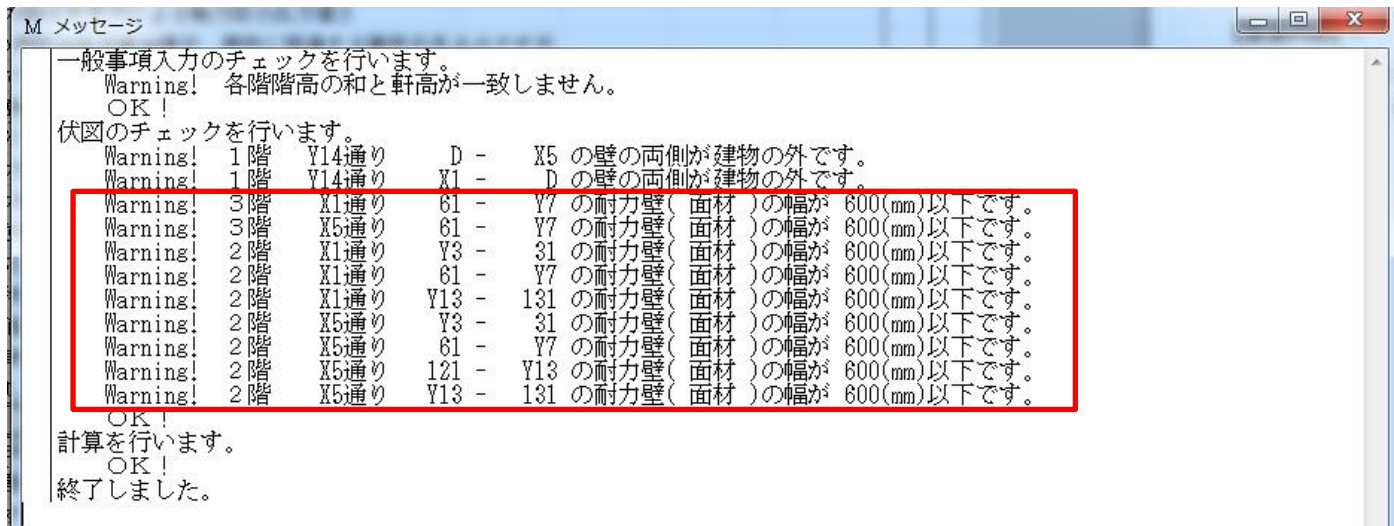 M メッセージ
一般事項入力のチェックを行います。
Warning! 各階階高の和と軒高が一致しません。
OK!
伏図のチェックを行います。
Warning! 1階 Y14通り D - X5 の壁の両側が建物の外です。
Warning! 1階 Y14通り X1 - D の壁の両側が建物の外です。
Warning! 3階 X1通り 61 - Y7 の耐力壁( 面材 )の幅が 600(mm)以下です。
Warning! 3階 X5通り 61 - Y7 の耐力壁( 面材 )の幅が 600(mm)以下です。
Warning! 2階 X1通り Y3 - 31 の耐力壁( 面材 )の幅が 600(mm)以下です。
Warning! 2階 X1通り 61 - Y7 の耐力壁( 面材 )の幅が 600(mm)以下です。
Warning! 2階 X1通り Y13 - 131 の耐力壁( 面材 )の幅が 600(mm)以下です。
Warning! 2階 X5通り Y3 - 31 の耐力壁( 面材 )の幅が 600(mm)以下です。
Warning! 2階 X5通り 61 - Y7 の耐力壁( 面材 )の幅が 600(mm)以下です。
Warning! 2階 X5通り 121 - Y13 の耐力壁( 面材 )の幅が 600(mm)以下です。
Warning! 2階 X5通り Y13 - 131 の耐力壁( 面材 )の幅が 600(mm)以下です。
OK!
計算を行います。
OK!
終了しました。